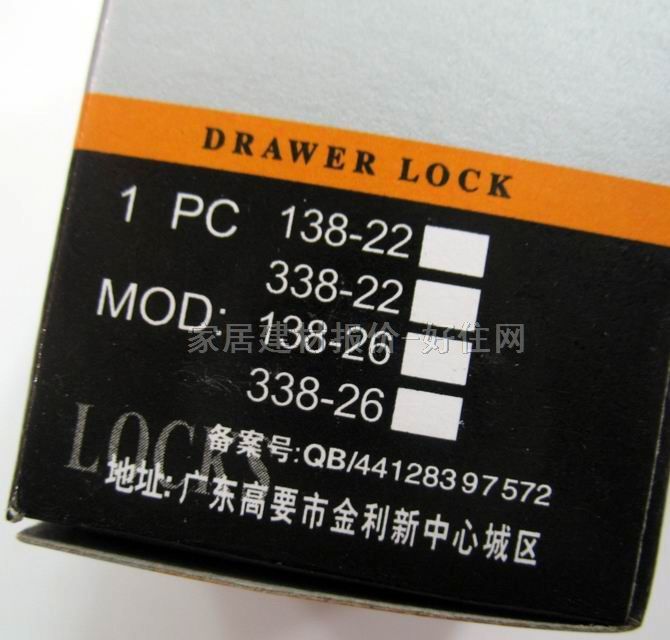 DRAWER LOCK
1 PC 138-22
338-22
MOD: 138-26
家居建材报价-好住网
338-26
LOCKS
备案号:QB/44128397572
地址:广东高要市金利新中心城区